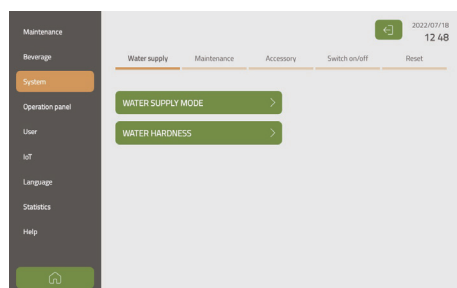 Maintenance
Beverage
System
Operation panel
User
IoT
Language
Statistics
Help
2022/07/18
12 48
Water supply Maintenance Accessory Switch on/off Reset
WATER SUPPLY MODE
WATER HARDNESS